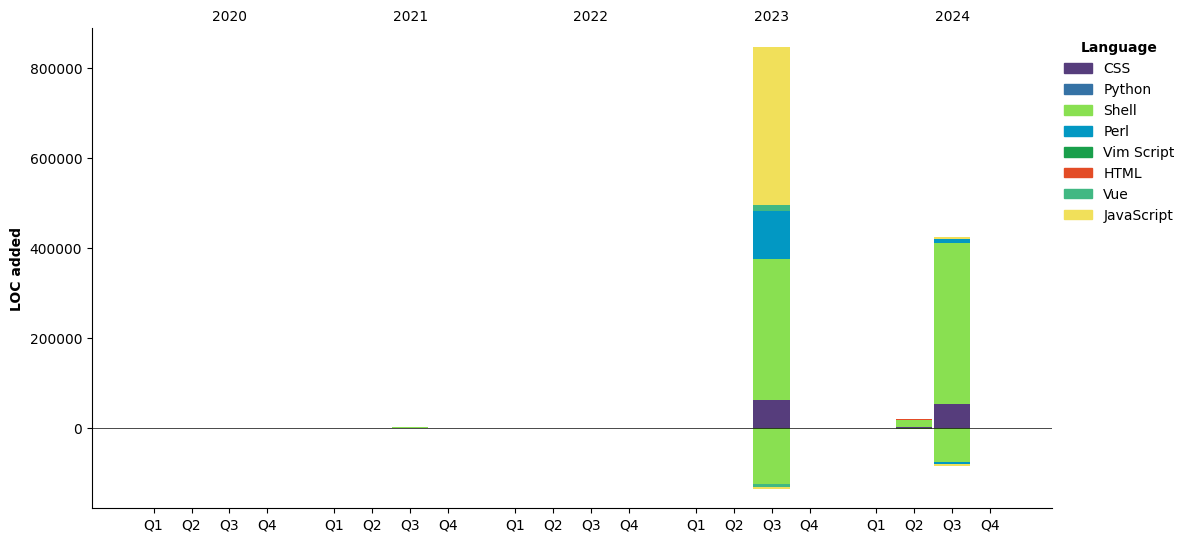 2020 2021 2022 2023 2024
Language
CSS
Python
Shell
Perl
Vim Script
HTML
Vue
JavaScript
LOC added
800000
600000
400000
200000
0
Q1 Q2 Q3 Q4 Q1 Q2 Q3 Q4 Q1 Q2 Q3 Q4 Q1 Q2 Q3 Q4 Q1 Q2 Q3 Q4